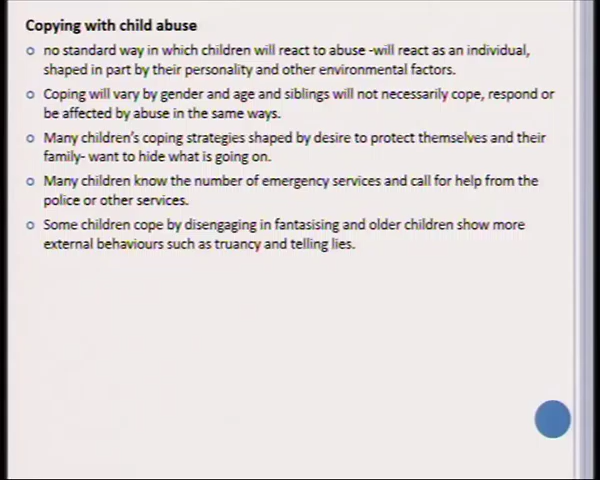 Copying with child abuse
no standard way in which children will react to abuse -will react as an individual,
shaped in part by their personality and other environmental factors.
Coping will vary by gender and age and siblings will not necessarily cope, respond or
be affected by abuse in the same ways.
Many children's coping strategies shaped by desire to protect themselves and their
family- want to hide what is going on.
Many children know the number of emergency services and call for help from the
police or other services.
Some children cope by disengaging in fantasising and older children show more
external behaviours such as truancy and telling lies.